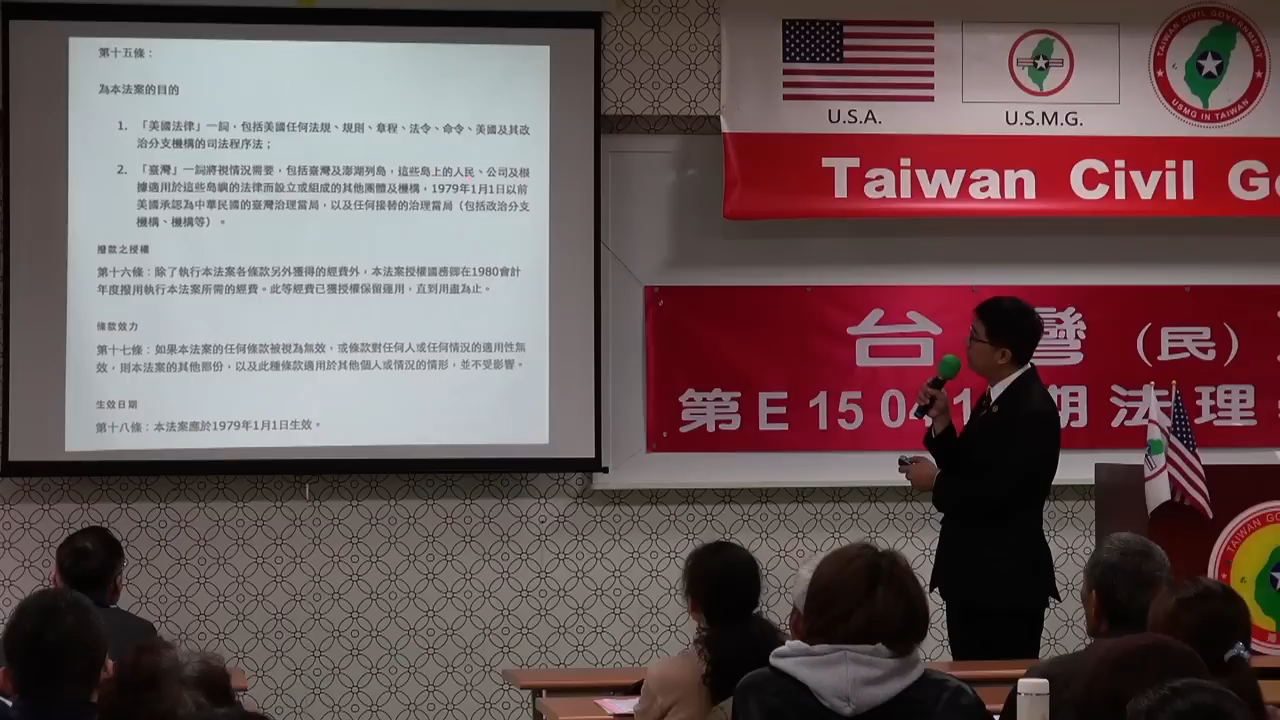 第十五條：
為本法案的目的
1. 「美國法律」一詞，包括美國任何法規、規則、章程、法令、命令、美國及其政
治分支機構的司法程序法；
2. 「臺灣」一詞將視情況需要，包括臺灣及澎湖列島，這些島上的人民、公司及根
據適用於這些島嶼的法律而設立或組成的其他團體及機構，1979年1月1日以前
美國承認為中華民國的臺灣治理當局，以及任何接替的治理當局（包括政治分支
機構、機構等）。
撥款之授權
第十六條：除了執行本法案各條款另外獲得的經費外，本法案授權國務卿在1980會計
年度撥用執行本法案所需的經費。此等經費已獲授權保留運用，直到用盡為止。
條款效力
第十七條：如果本法案的任何條款被視為無效，或條款對任何人或任何情況的適用性無
效，則本法案的其他部份，以及此種條款適用於其他個人或情況的情形，並不受影響。
生效日期
第十八條：本法案應於1979年1月1日生效。
U.S.A.
U.S.M.G.
TAIWAN CIVIL GOVERNMENT
USMG IN TAIWAN
Taiwan Civil G
台灣（民）
第E1504 期法理
TAIWAN